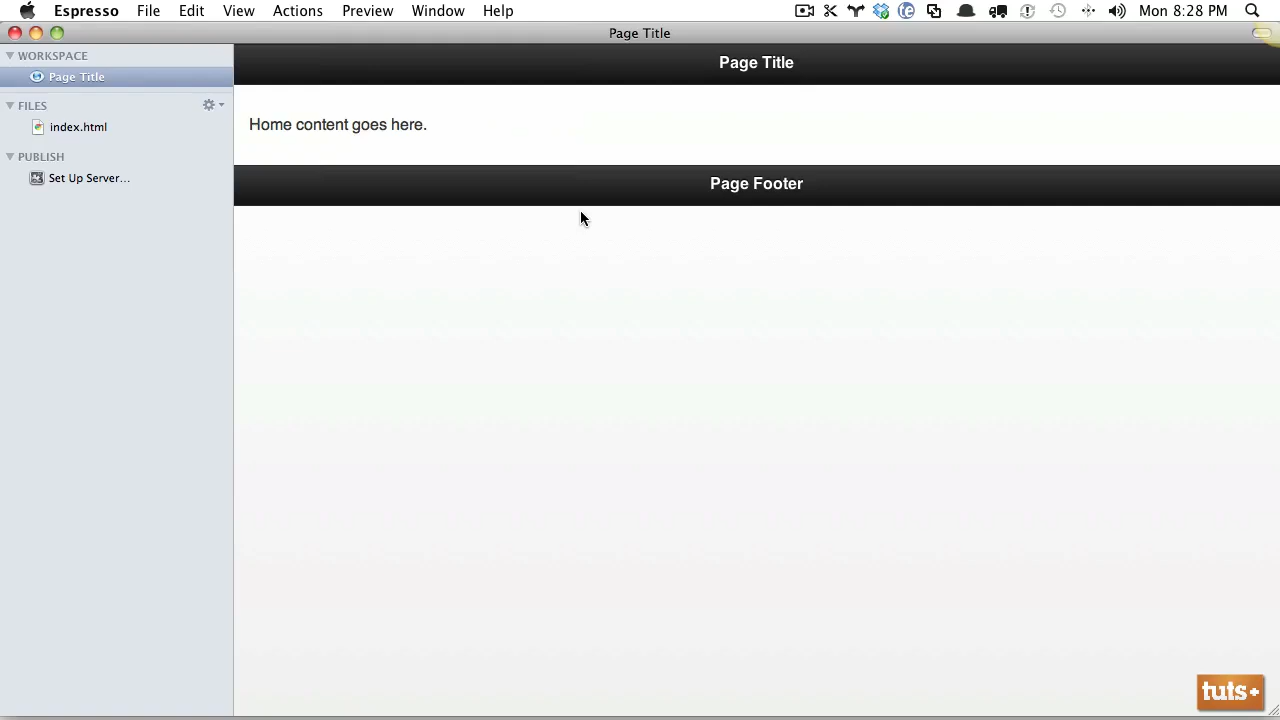 Espresso File Edit View Actions Preview Window Help Mon 8:28 PM
Page Title
WORKSPACE
Page Title
FILES
index.html
PUBLISH
Set Up Server...
Page Title
Home content goes here.
Page Footer
tuts+